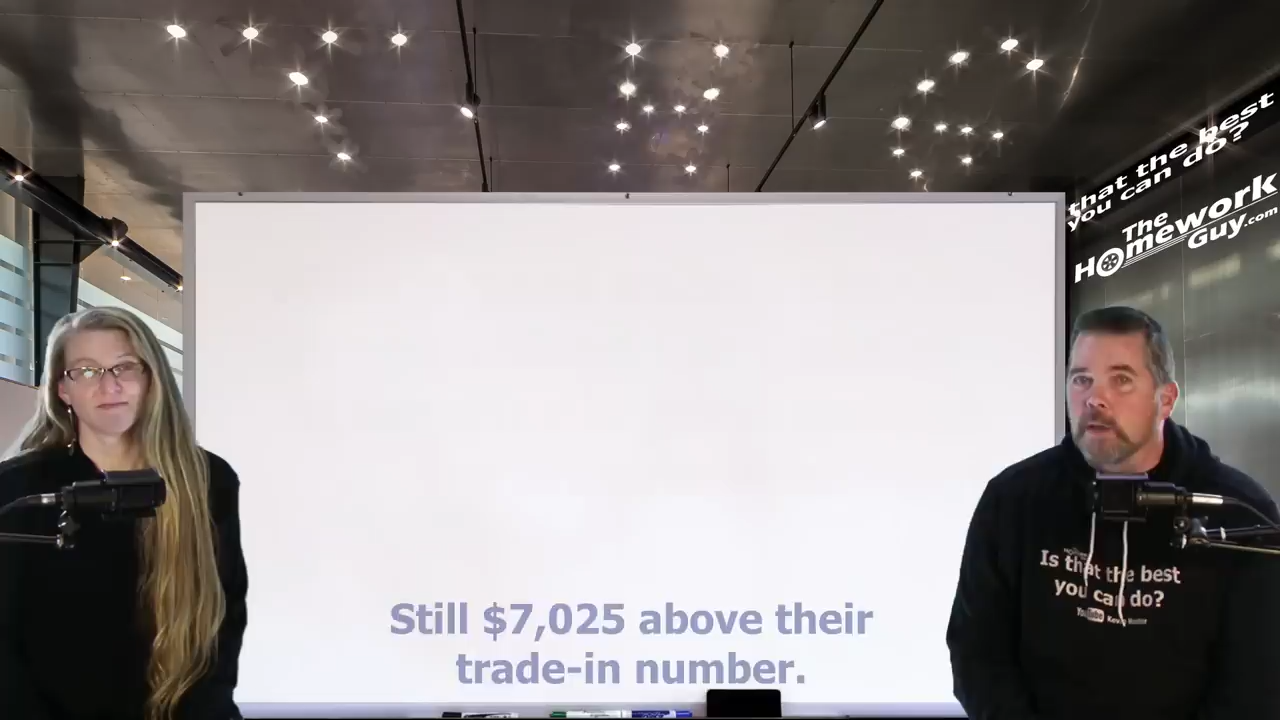 that the best
you can do?
The
Homework
Guy.com
Is that the best
you can do?
YouTube
Still $7,025 above their
trade-in number.